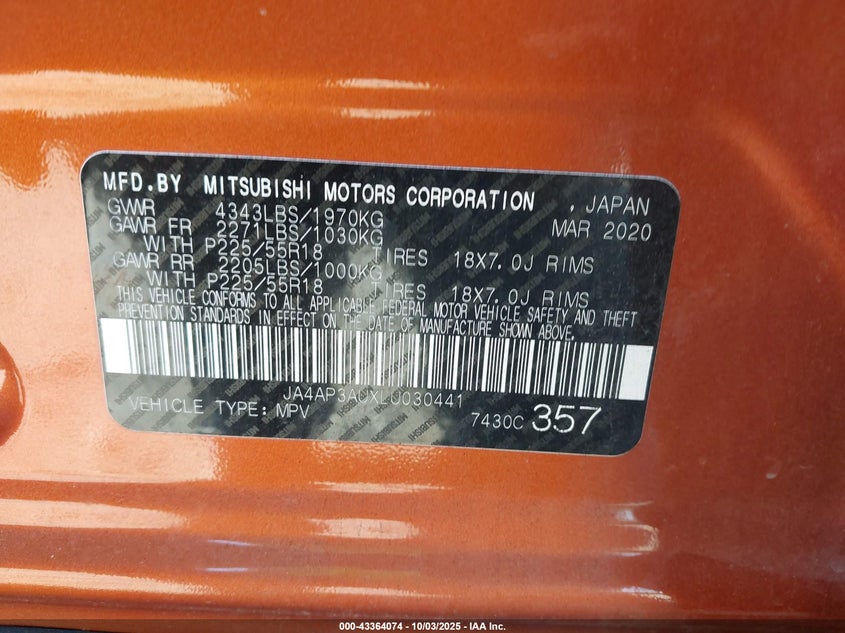 MFD.BY MITSUBISHI MOTORS CORPORATION , JAPAN
GVWR 4343LBS/1970KG MAR 2020
GAWR FR 2271LBS/1030KG
WITH P225/55R18 TIRES 18X7.0J RIMS
GAWR RR 2205LBS/1000KG
WITH P225/55R18 TIRES 18X7.0J RIMS
THIS VEHICLE CONFORMS TO ALL APPLICABLE FEDERAL MOTOR VEHICLE SAFETY AND THEFT
PREVENTION STANDARDS IN EFFECT ON THE DATE OF MANUFACTURE SHOWN ABOVE.
JA4AP3AUXLU030441
VEHICLE TYPE: MPV 7430C 357
000-43364074 | 10/03/2025 - IAA Inc.